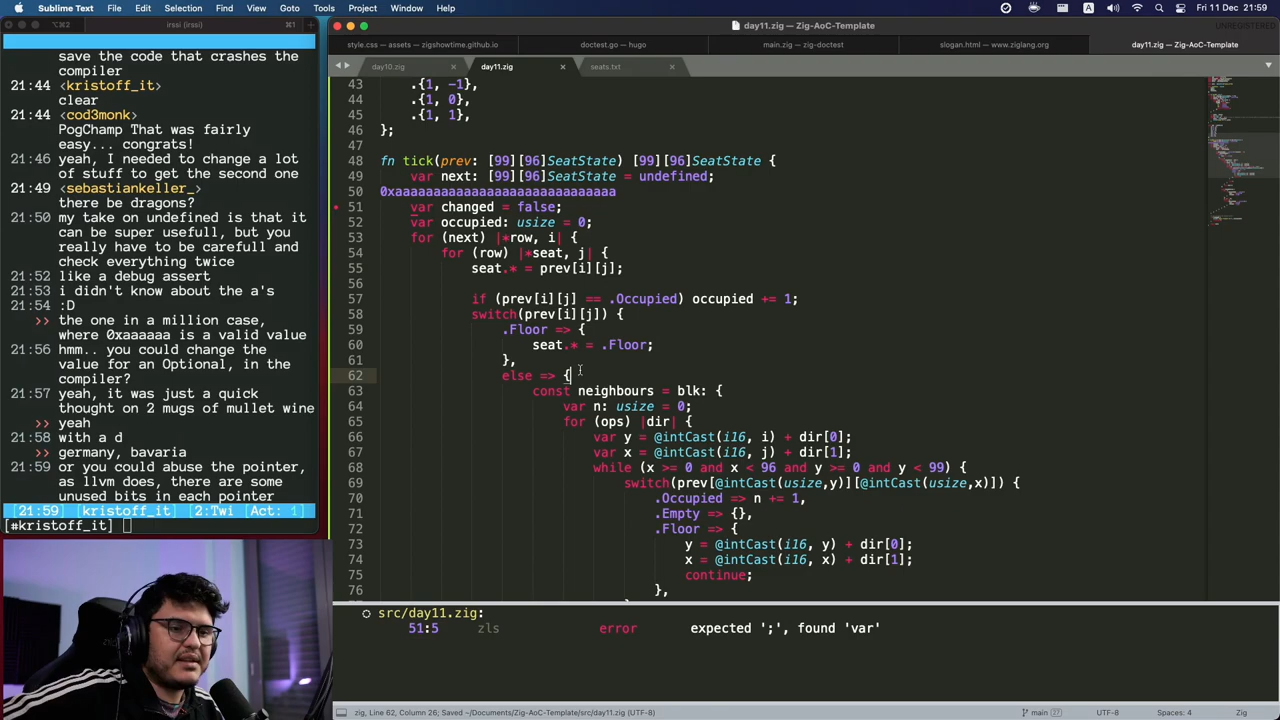 Sublime Text File Edit Selection Find View Goto Tools Project Window Help
Fri 11 Dec 21:59
⌥⌘2 irssi (irssi) ⌘1
day11.zig — Zig-AoC-Template
UNREGISTERED
style.css — assets — zigshowtime.github.io
doctest.go — hugo
main.zig — zig-doctest
slogan.html — www.ziglang.org
day11.zig — Zig-AoC-Template
day10.zig
day11.zig
seats.txt
save the code that crashes the
compiler
21:44 <kristoff_it>
clear
21:44 <cod3monk>
PogChamp That was fairly
easy... congrats!
21:46 yeah, I needed to change a lot
of stuff to get the second one
21:49 <sebastiankeller_>
there be dragons?
21:50 my take on undefined is that it
can be super usefull, but you
really have to be carefull and
check everything twice
21:52 like a debug assert
21:53 i didn't know about the a's
21:54 :D
>> the one in a million case,
where 0xaaaaaa is a valid value
21:56 hmm.. you could change the
value for an Optional, in the
compiler?
21:57 yeah, it was just a quick
thought on 2 mugs of mullet wine
>> yeah
21:58 with a d
>> germany, bavaria
21:59 or you could abuse the pointer,
as llvm does, there are some
unused bits in each pointer
[21:59] [kristoff_it] [2:Twi [Act: 1]
[#kristoff_it]
43 .{1, -1},
44 .{1, 0},
45 .{1, 1},
46 };
47
48 fn tick(prev: [99][96]SeatState) [99][96]SeatState {
49 var next: [99][96]SeatState = undefined;
50 0xaaaaaaaaaaaaaaaaaaaaaaaaaaaaa
51 var changed = false;
52 var occupied: usize = 0;
53 for (next) |*row, i| {
54 for (row) |*seat, j| {
55 seat.* = prev[i][j];
56
57 if (prev[i][j] == .Occupied) occupied += 1;
58 switch(prev[i][j]) {
59 .Floor => {
60 seat.* = .Floor;
61 },
62 else => {
63 const neighbours = blk: {
64 var n: usize = 0;
65 for (ops) |dir| {
66 var y = @intCast(i16, i) + dir[0];
67 var x = @intCast(i16, j) + dir[1];
68 while (x >= 0 and x < 96 and y >= 0 and y < 99) {
69 switch(prev[@intCast(usize,y)][@intCast(usize,x)]) {
70 .Occupied => n += 1,
71 .Empty => {},
72 .Floor => {
73 y = @intCast(i16, y) + dir[0];
74 x = @intCast(i16, x) + dir[1];
75 continue;
76 },
src/day11.zig:
51:5 zls error expected ';', found 'var'
zig, Line 62, Column 26; Saved ~/Documents/Zig-AoC-Template/src/day11.zig (UTF-8)
main 27 UTF-8 Spaces: 4 Zig